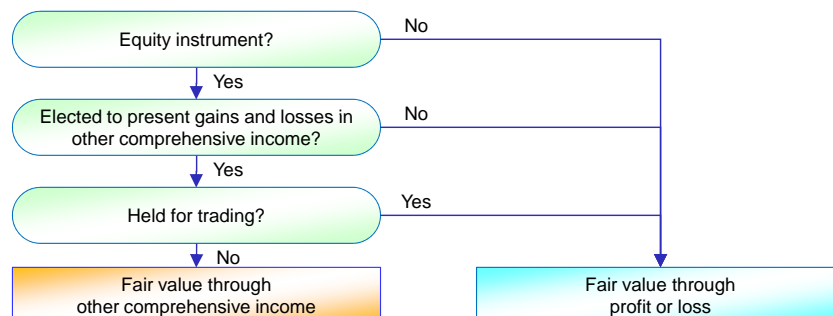 Equity instrument?
No
Yes
Elected to present gains and losses in
other comprehensive income?
No
Yes
Held for trading?
Yes
No
Fair value through
other comprehensive income
Fair value through
profit or loss